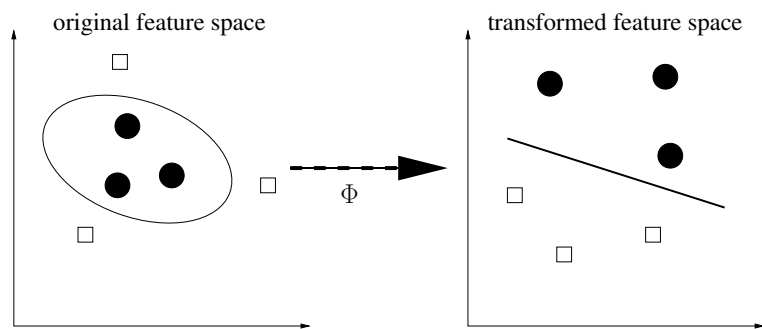 original feature space
transformed feature space
Φ